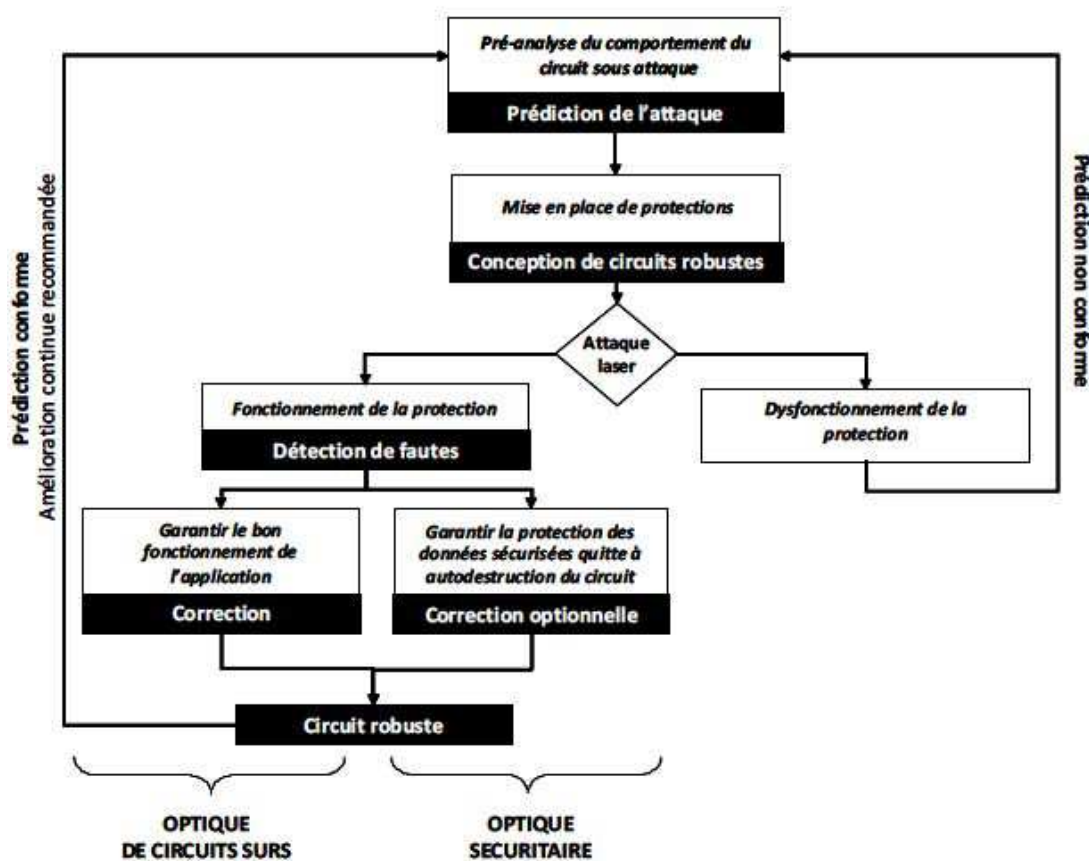 Pré-analyse du comportement du
circuit sous attaque
Prédiction de l'attaque
Mise en place de protections
Conception de circuits robustes
Attaque
laser
Fonctionnement de la protection
Détection de fautes
Dysfonctionnement de la
protection
Garantir le bon
fonctionnement de
l'application
Correction
Garantir la protection des
données sécurisées quitte à
autodestruction du circuit
Correction optionnelle
Circuit robuste
Prédiction conforme
Amélioration continue recommandée
Prédiction non conforme
OPTIQUE
DE CIRCUITS SURS
OPTIQUE
SECURITAIRE